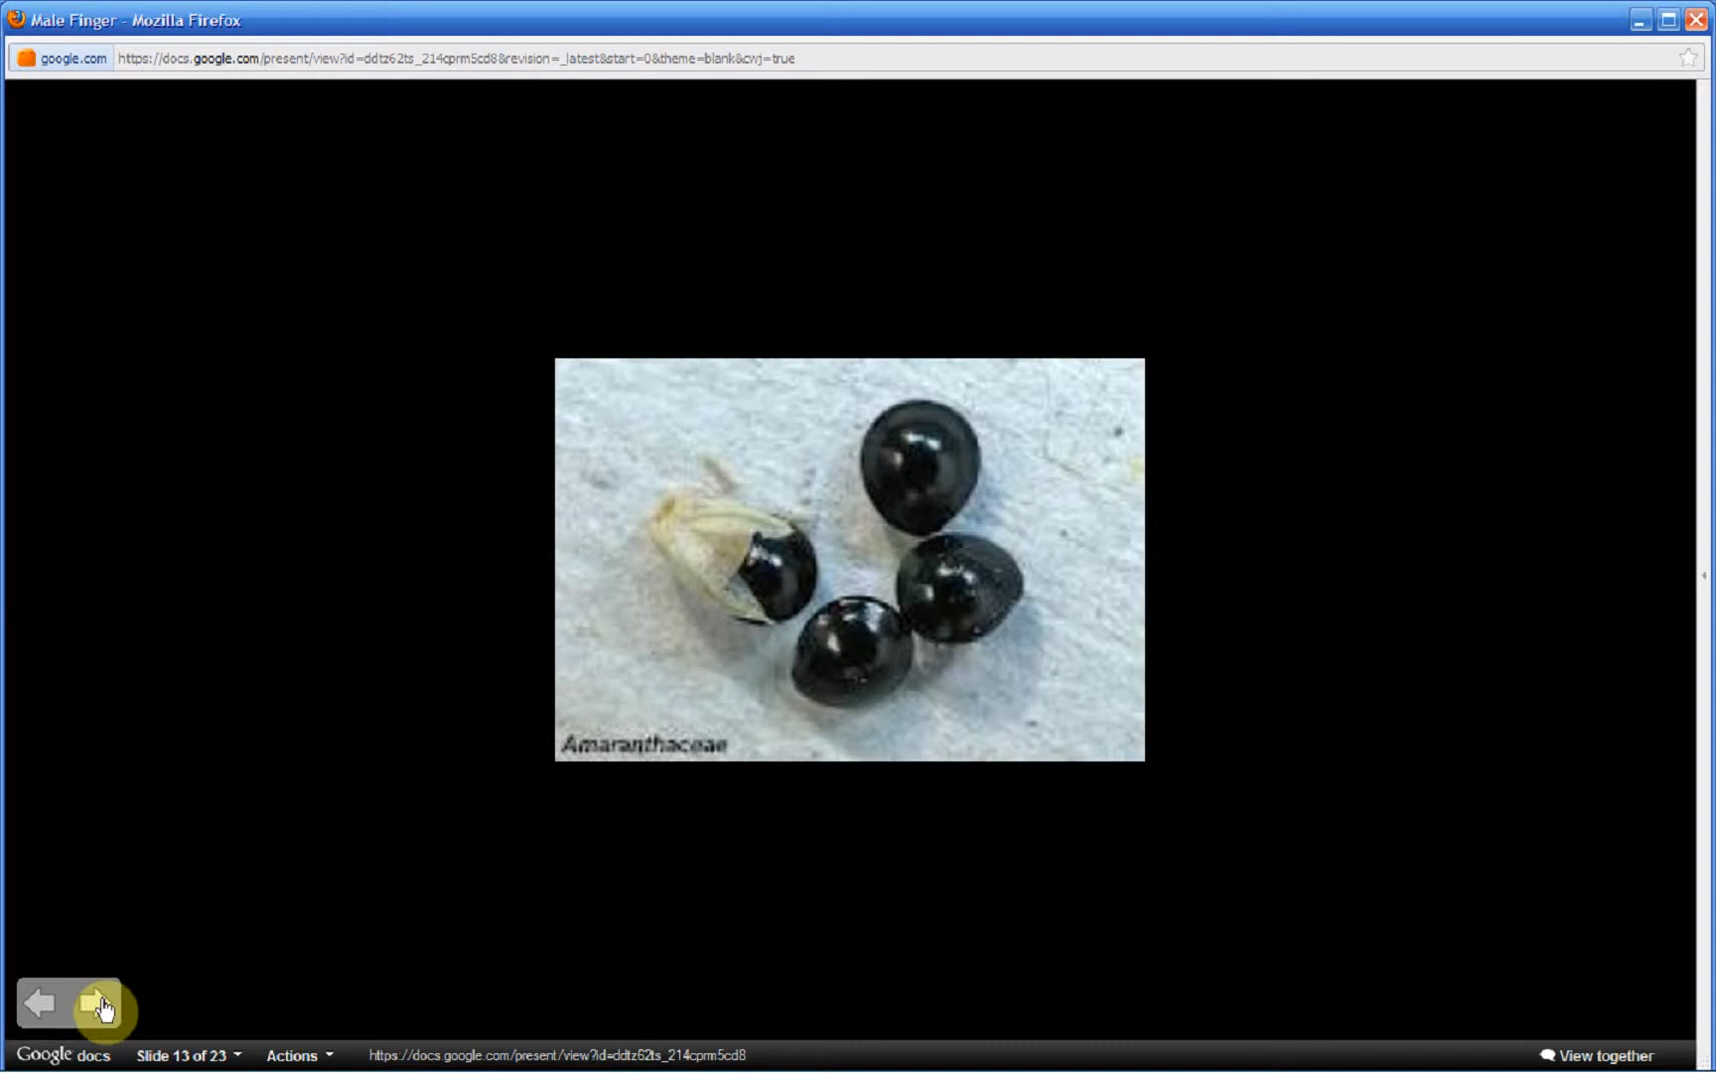 Male Finger - Mozilla Firefox
google.com
https://docs.google.com/present/view?id=ddtz62ts_214cprm5cd8&revision=_latest&start=0&theme=blank&cwj=true
Amaranthaceae
Google docs
Slide 13 of 23
Actions
https://docs.google.com/present/view?id=ddtz62ts_214cprm5cd8
View together